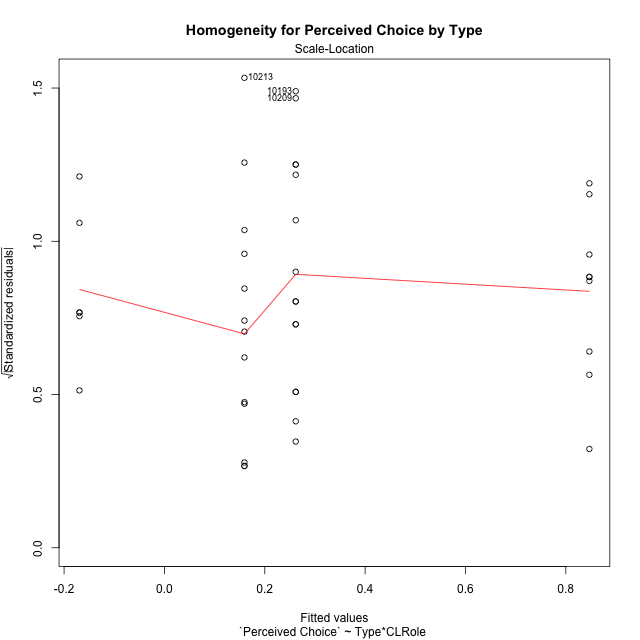 Homogeneity for Perceived Choice by Type
Scale-Location
10213
10193
10209
1.5
1.0
0.5
0.0
√|Standardized residuals|
-0.2
0.0
0.2
0.4
0.6
0.8
Fitted values
`Perceived Choice` ~ Type*CLRole